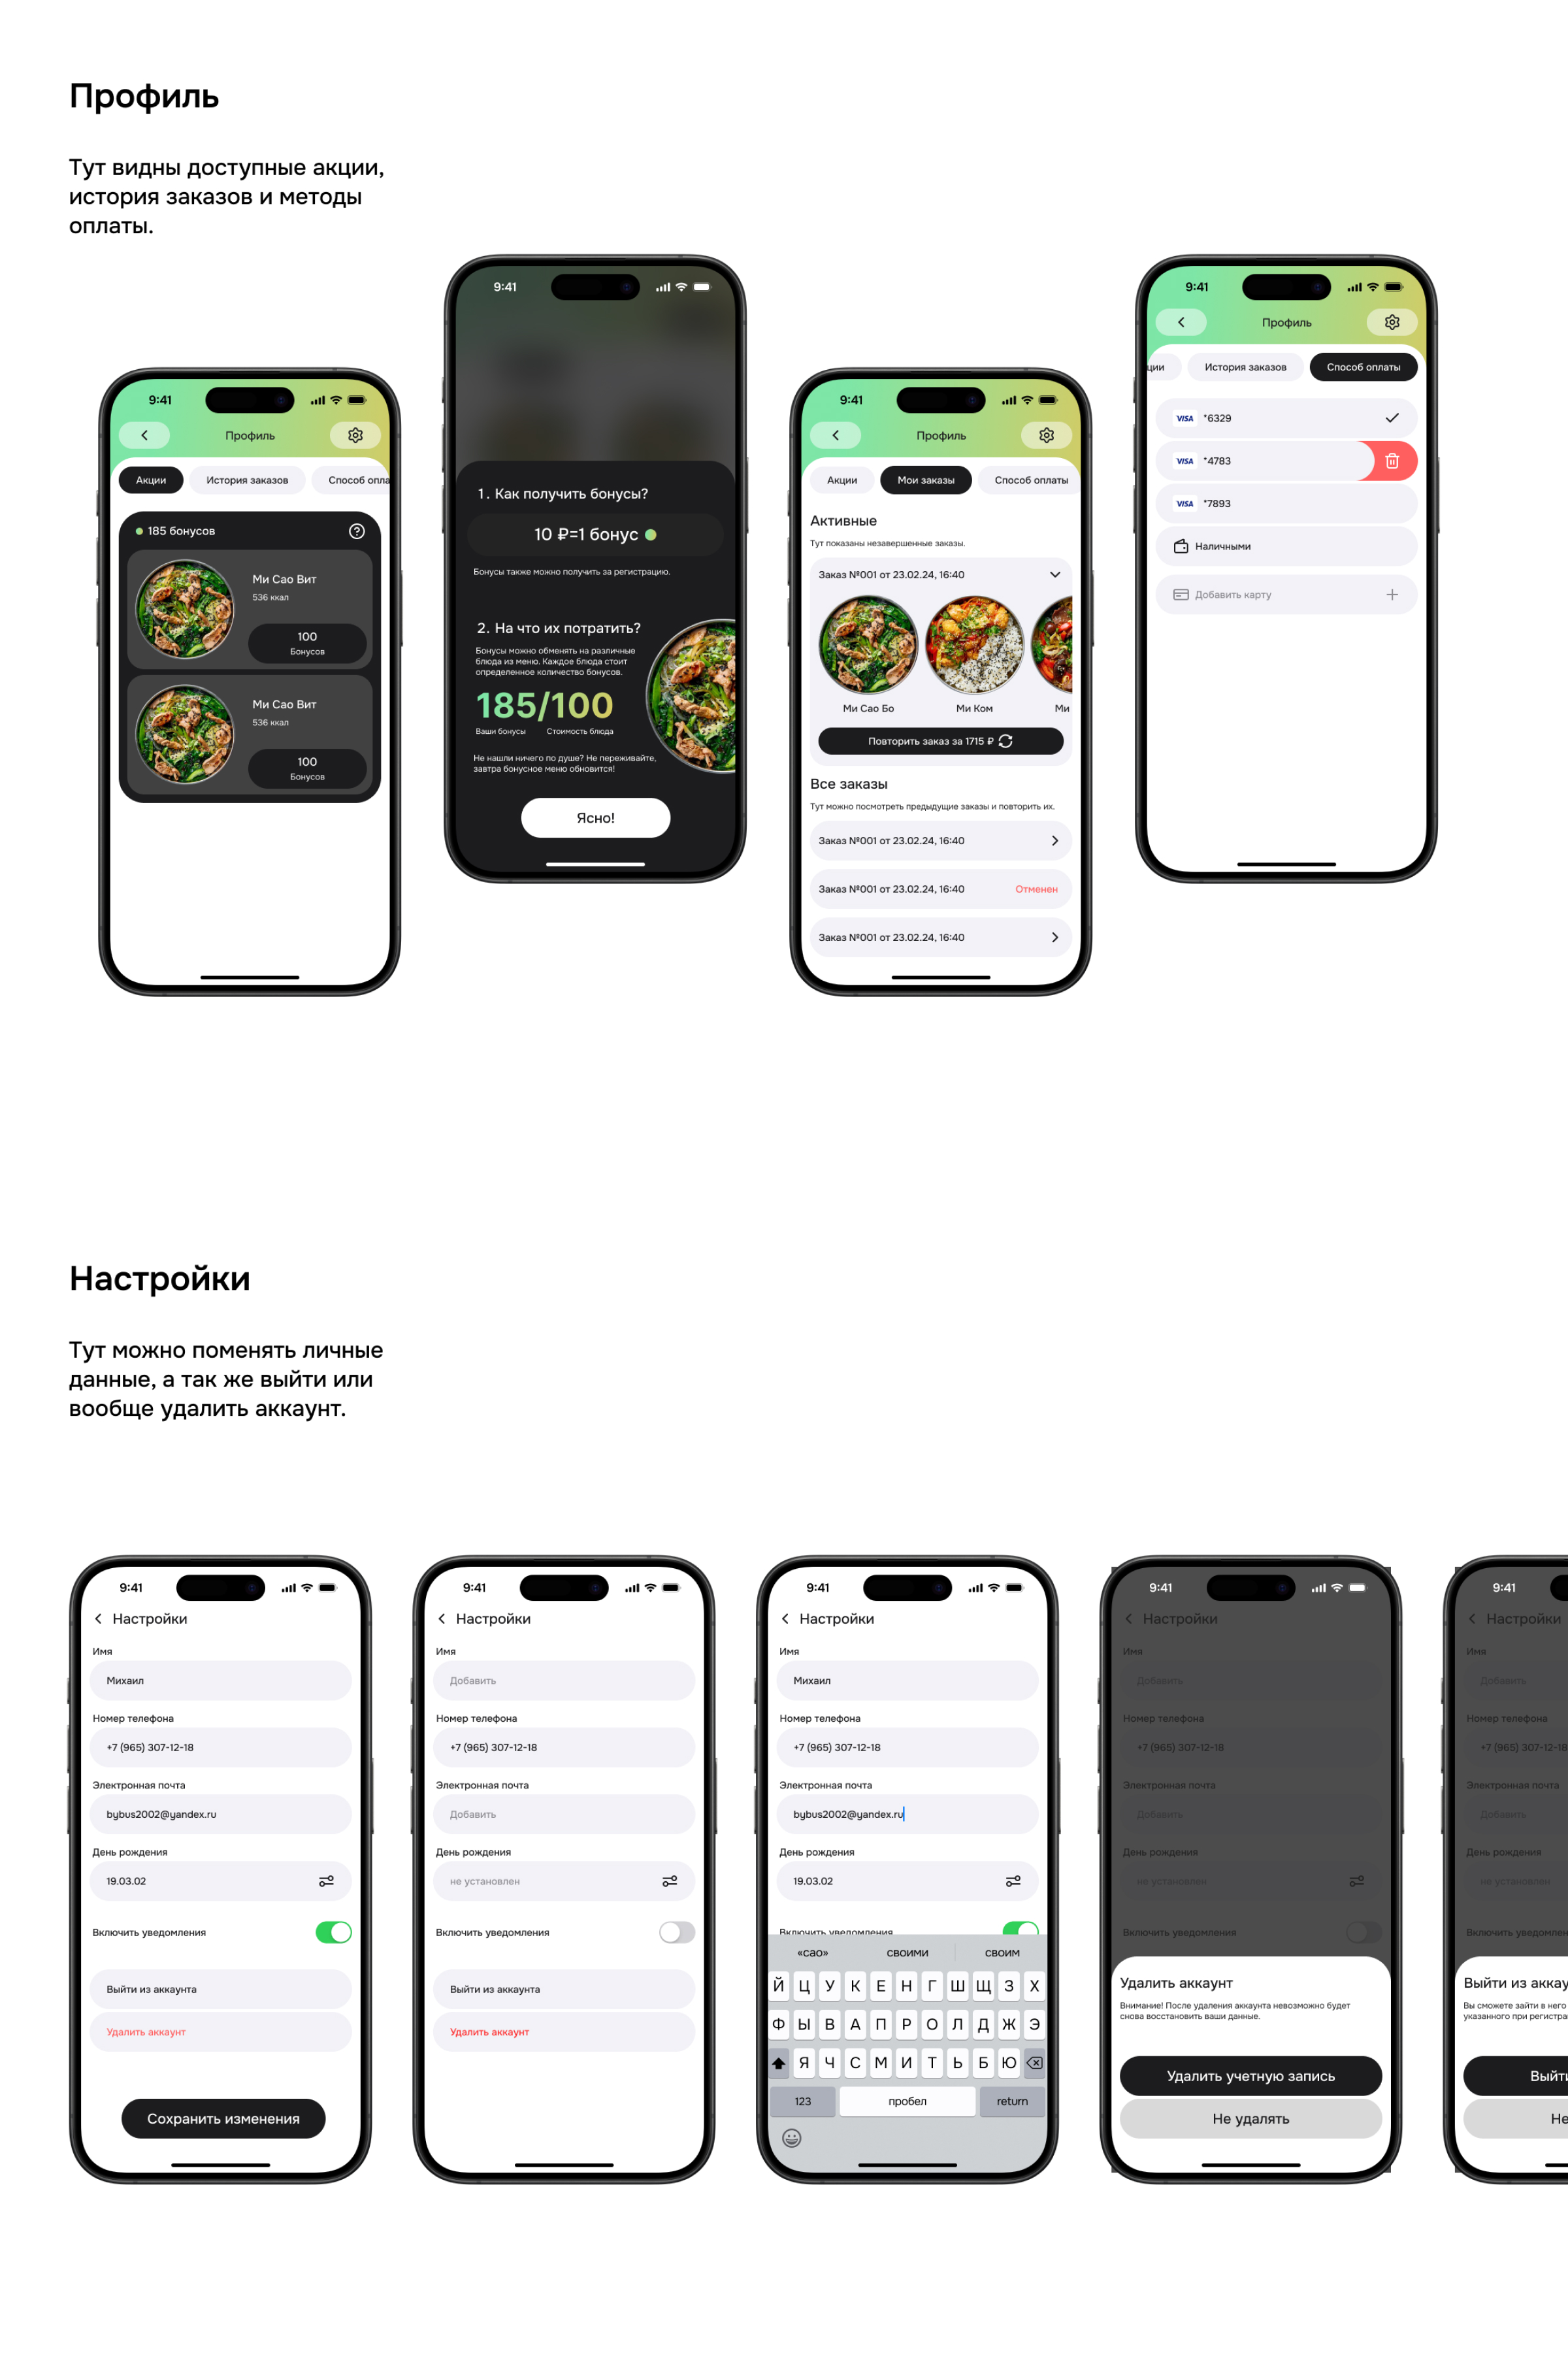 Профиль
Тут видны доступные акции,
история заказов и методы
оплаты.
9:41
Профиль
Акции
История заказов
Способ опла
185 бонусов
Ми Сао Вит
536 ккал
100
Бонусов
Ми Сао Вит
536 ккал
100
Бонусов
9:41
1. Как получить бонусы?
10 ₽=1 бонус
Бонусы также можно получить за регистрацию.
2. На что их потратить?
Бонусы можно обменять на различные
блюда из меню. Каждое блюда стоит
определенное количество бонусов.
185/100
Ваши бонусы
Стоимость блюда
Не нашли ничего по душе? Не переживайте,
завтра бонусное меню обновится!
Ясно!
9:41
Профиль
Акции
Мои заказы
Способ оплаты
Активные
Тут показаны незавершенные заказы.
Заказ №001 от 23.02.24, 16:40
Ми Сао Бо
Ми Ком
Ми
Повторить заказ за 1715 ₽
Все заказы
Тут можно посмотреть предыдущие заказы и повторить их.
Заказ №001 от 23.02.24, 16:40
Заказ №001 от 23.02.24, 16:40
Отменен
Заказ №001 от 23.02.24, 16:40
9:41
Профиль
ции
История заказов
Способ оплаты
VISA *6329
VISA *4783
VISA *7893
Наличными
Добавить карту
Настройки
Тут можно поменять личные
данные, а так же выйти или
вообще удалить аккаунт.
9:41
Настройки
Имя
Михаил
Номер телефона
+7 (965) 307-12-18
Электронная почта
bybus2002@yandex.ru
День рождения
19.03.02
Включить уведомления
Выйти из аккаунта
Удалить аккаунт
Сохранить изменения
9:41
Настройки
Имя
Добавить
Номер телефона
+7 (965) 307-12-18
Электронная почта
Добавить
День рождения
не установлен
Включить уведомления
Выйти из аккаунта
Удалить аккаунт
9:41
Настройки
Имя
Михаил
Номер телефона
+7 (965) 307-12-18
Электронная почта
bybus2002@yandex.ru
День рождения
19.03.02
Включить уведомления
«сао» своими своим
Й Ц У К Е Н Г Ш Щ З Х
Ф Ы В А П Р О Л Д Ж Э
Я Ч С М И Т Ь Б Ю
123 пробел return
9:41
Настройки
Имя
Добавить
Номер телефона
+7 (965) 307-12-18
Электронная почта
Добавить
День рождения
не установлен
Включить уведомления
Удалить аккаунт
Внимание! После удаления аккаунта невозможно будет
снова восстановить ваши данные.
Удалить учетную запись
Не удалять
9:41
Настройки
Имя
Добавить
Номер телефона
+7 (965) 307-12-18
Электронная почта
Добавить
День рождения
не установлен
Включить уведомлен
Выйти из аккау
Вы сможете зайти в него
указанного при регистра
Выйти
Не